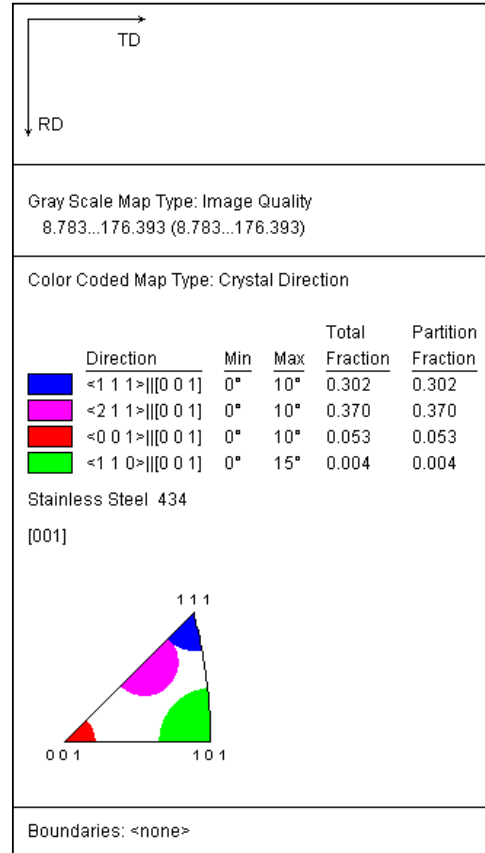 TD
RD
Gray Scale Map Type: Image Quality
8.783...176.393 (8.783...176.393)
Color Coded Map Type: Crystal Direction
Total Partition
Direction Min Max Fraction Fraction
<1 1 1>||[0 0 1] 0° 10° 0.302 0.302
<2 1 1>||[0 0 1] 0° 10° 0.370 0.370
<0 0 1>||[0 0 1] 0° 10° 0.053 0.053
<1 1 0>||[0 0 1] 0° 15° 0.004 0.004
Stainless Steel 434
[001]
1 1 1
0 0 1 1 0 1
Boundaries: <none>